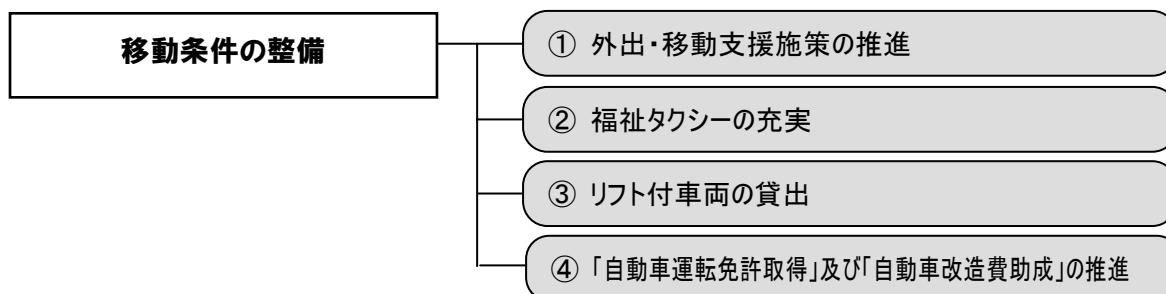 移動条件の整備
① 外出・移動支援施策の推進
② 福祉タクシーの充実
③ リフト付車両の貸出
④ 「自動車運転免許取得」及び「自動車改造費助成」の推進